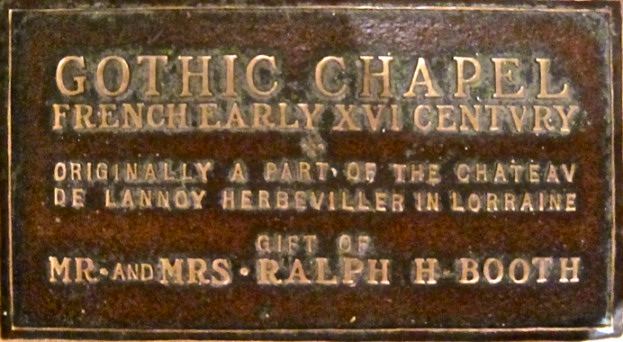 GOTHIC CHAPEL
FRENCH EARLY XVI CENTVRY
ORIGINALLY A PART OF THE CHATEAV
DE LANNOY HERBEVILLER IN LORRAINE
GIFT OF
MR· AND MRS · RALPH H·BOOTH